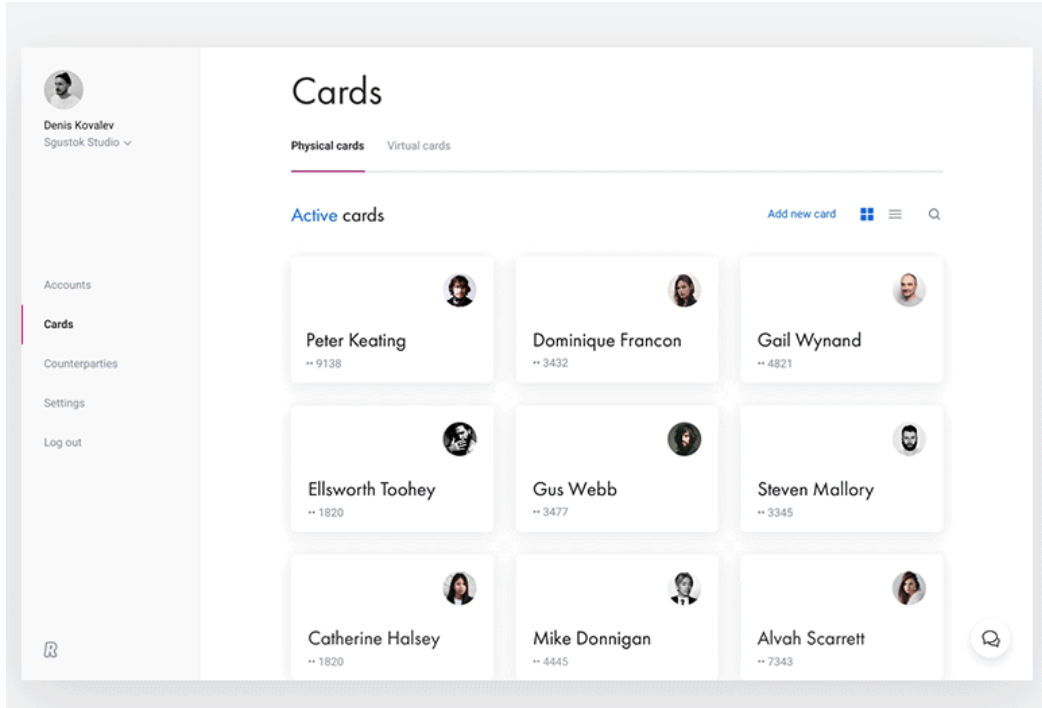 Denis Kovalev
Sgustok Studio
Accounts
Cards
Counterparties
Settings
Log out
R
Cards
Physical cards
Virtual cards
Active cards
Add new card
Peter Keating
•• 9138
Dominique Francon
•• 3432
Gail Wynand
•• 4821
Ellsworth Toohey
•• 1820
Gus Webb
•• 3477
Steven Mallory
•• 3345
Catherine Halsey
•• 1820
Mike Donnigan
•• 4445
Alvah Scarrett
•• 7343